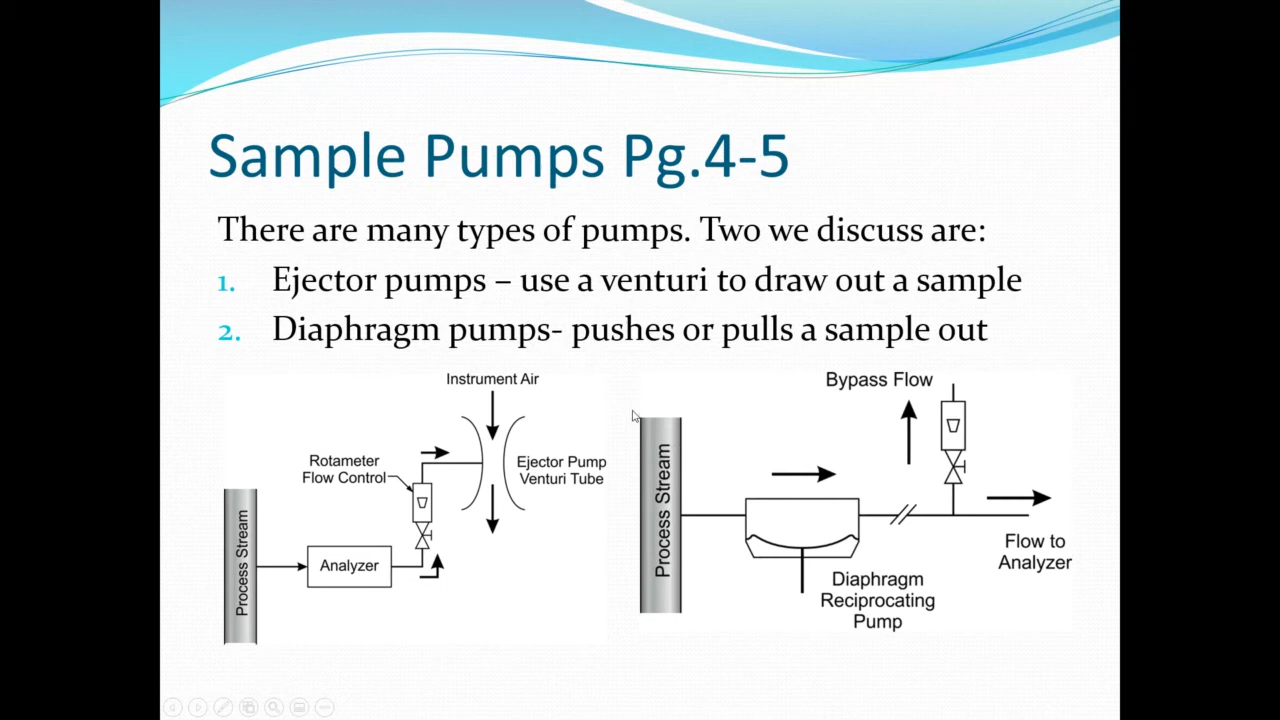 Sample Pumps Pg.4-5
There are many types of pumps. Two we discuss are:
1. Ejector pumps – use a venturi to draw out a sample
2. Diaphragm pumps- pushes or pulls a sample out
Instrument Air
Rotameter
Flow Control
Ejector Pump
Venturi Tube
Process Stream
Analyzer
Bypass Flow
Process Stream
Flow to
Analyzer
Diaphragm
Reciprocating
Pump